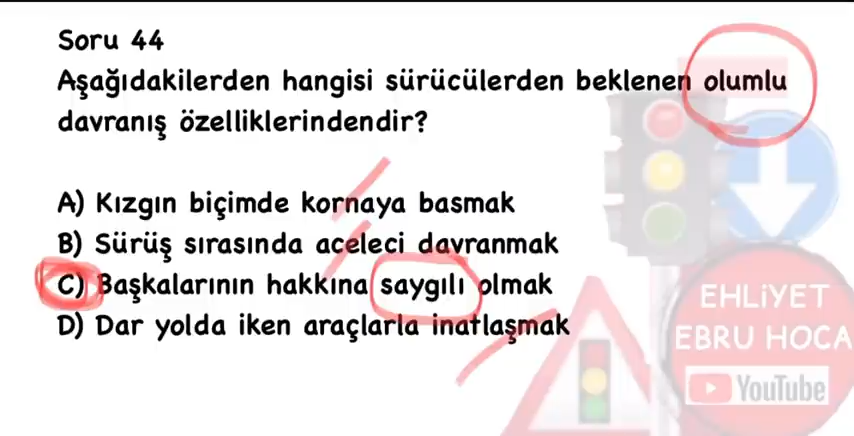 Soru 44
Aşağıdakilerden hangisi sürücülerden beklenen olumlu
davranış özelliklerindendir?
A) Kızgın biçimde kornaya basmak
B) Sürüş sırasında aceleci davranmak
C) Başkalarının hakkına saygılı olmak
D) Dar yolda iken araçlarla inatlaşmak
EHLİYET
EBRU HOCA
YouTube